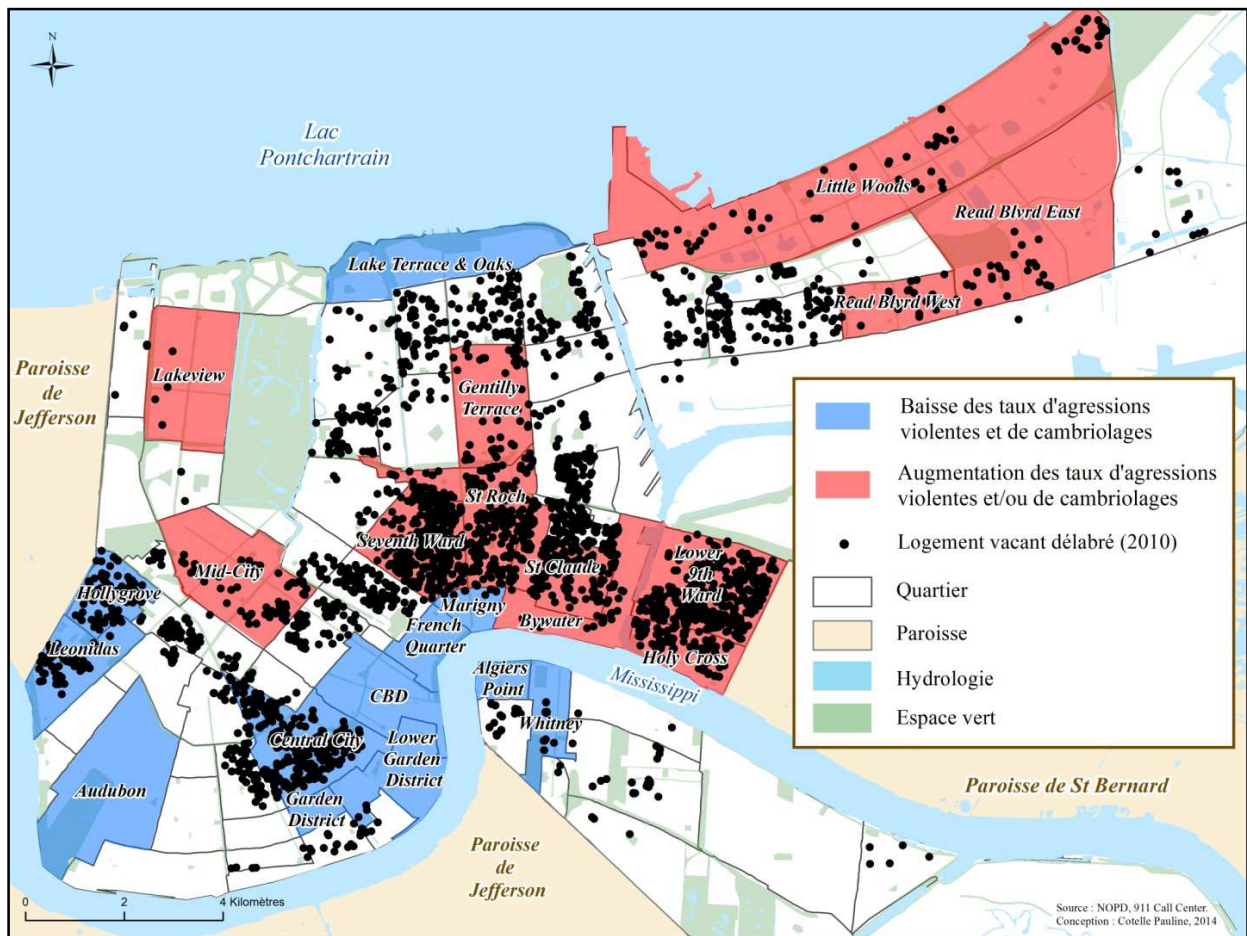 N
Lac
Pontchartrain
Little Woods
Read Blvrd East
Lake Terrace & Oaks
Read Blvrd West
Paroisse
de
Jefferson
Lakeview
Gentilly
Terrace
St Roch
Seventh Ward
St Claude
Lower
9th
Ward
Mid-City
Hollygrove
Marigny
Bywater
French
Quarter
Leonidas
Holy Cross
Algiers
Point
Mississippi
CBD
Whitney
Central City
Lower
Garden
District
Audubon
Garden
District
Paroisse de St Bernard
Paroisse
de
Jefferson
Baisse des taux d'agressions
violentes et de cambriolages
Augmentation des taux d'agressions
violentes et/ou de cambriolages
Logement vacant délabré (2010)
Quartier
Paroisse
Hydrologie
Espace vert
0 2 4 Kilomètres
Source : NOPD, 911 Call Center.
Conception : Cotelle Pauline, 2014